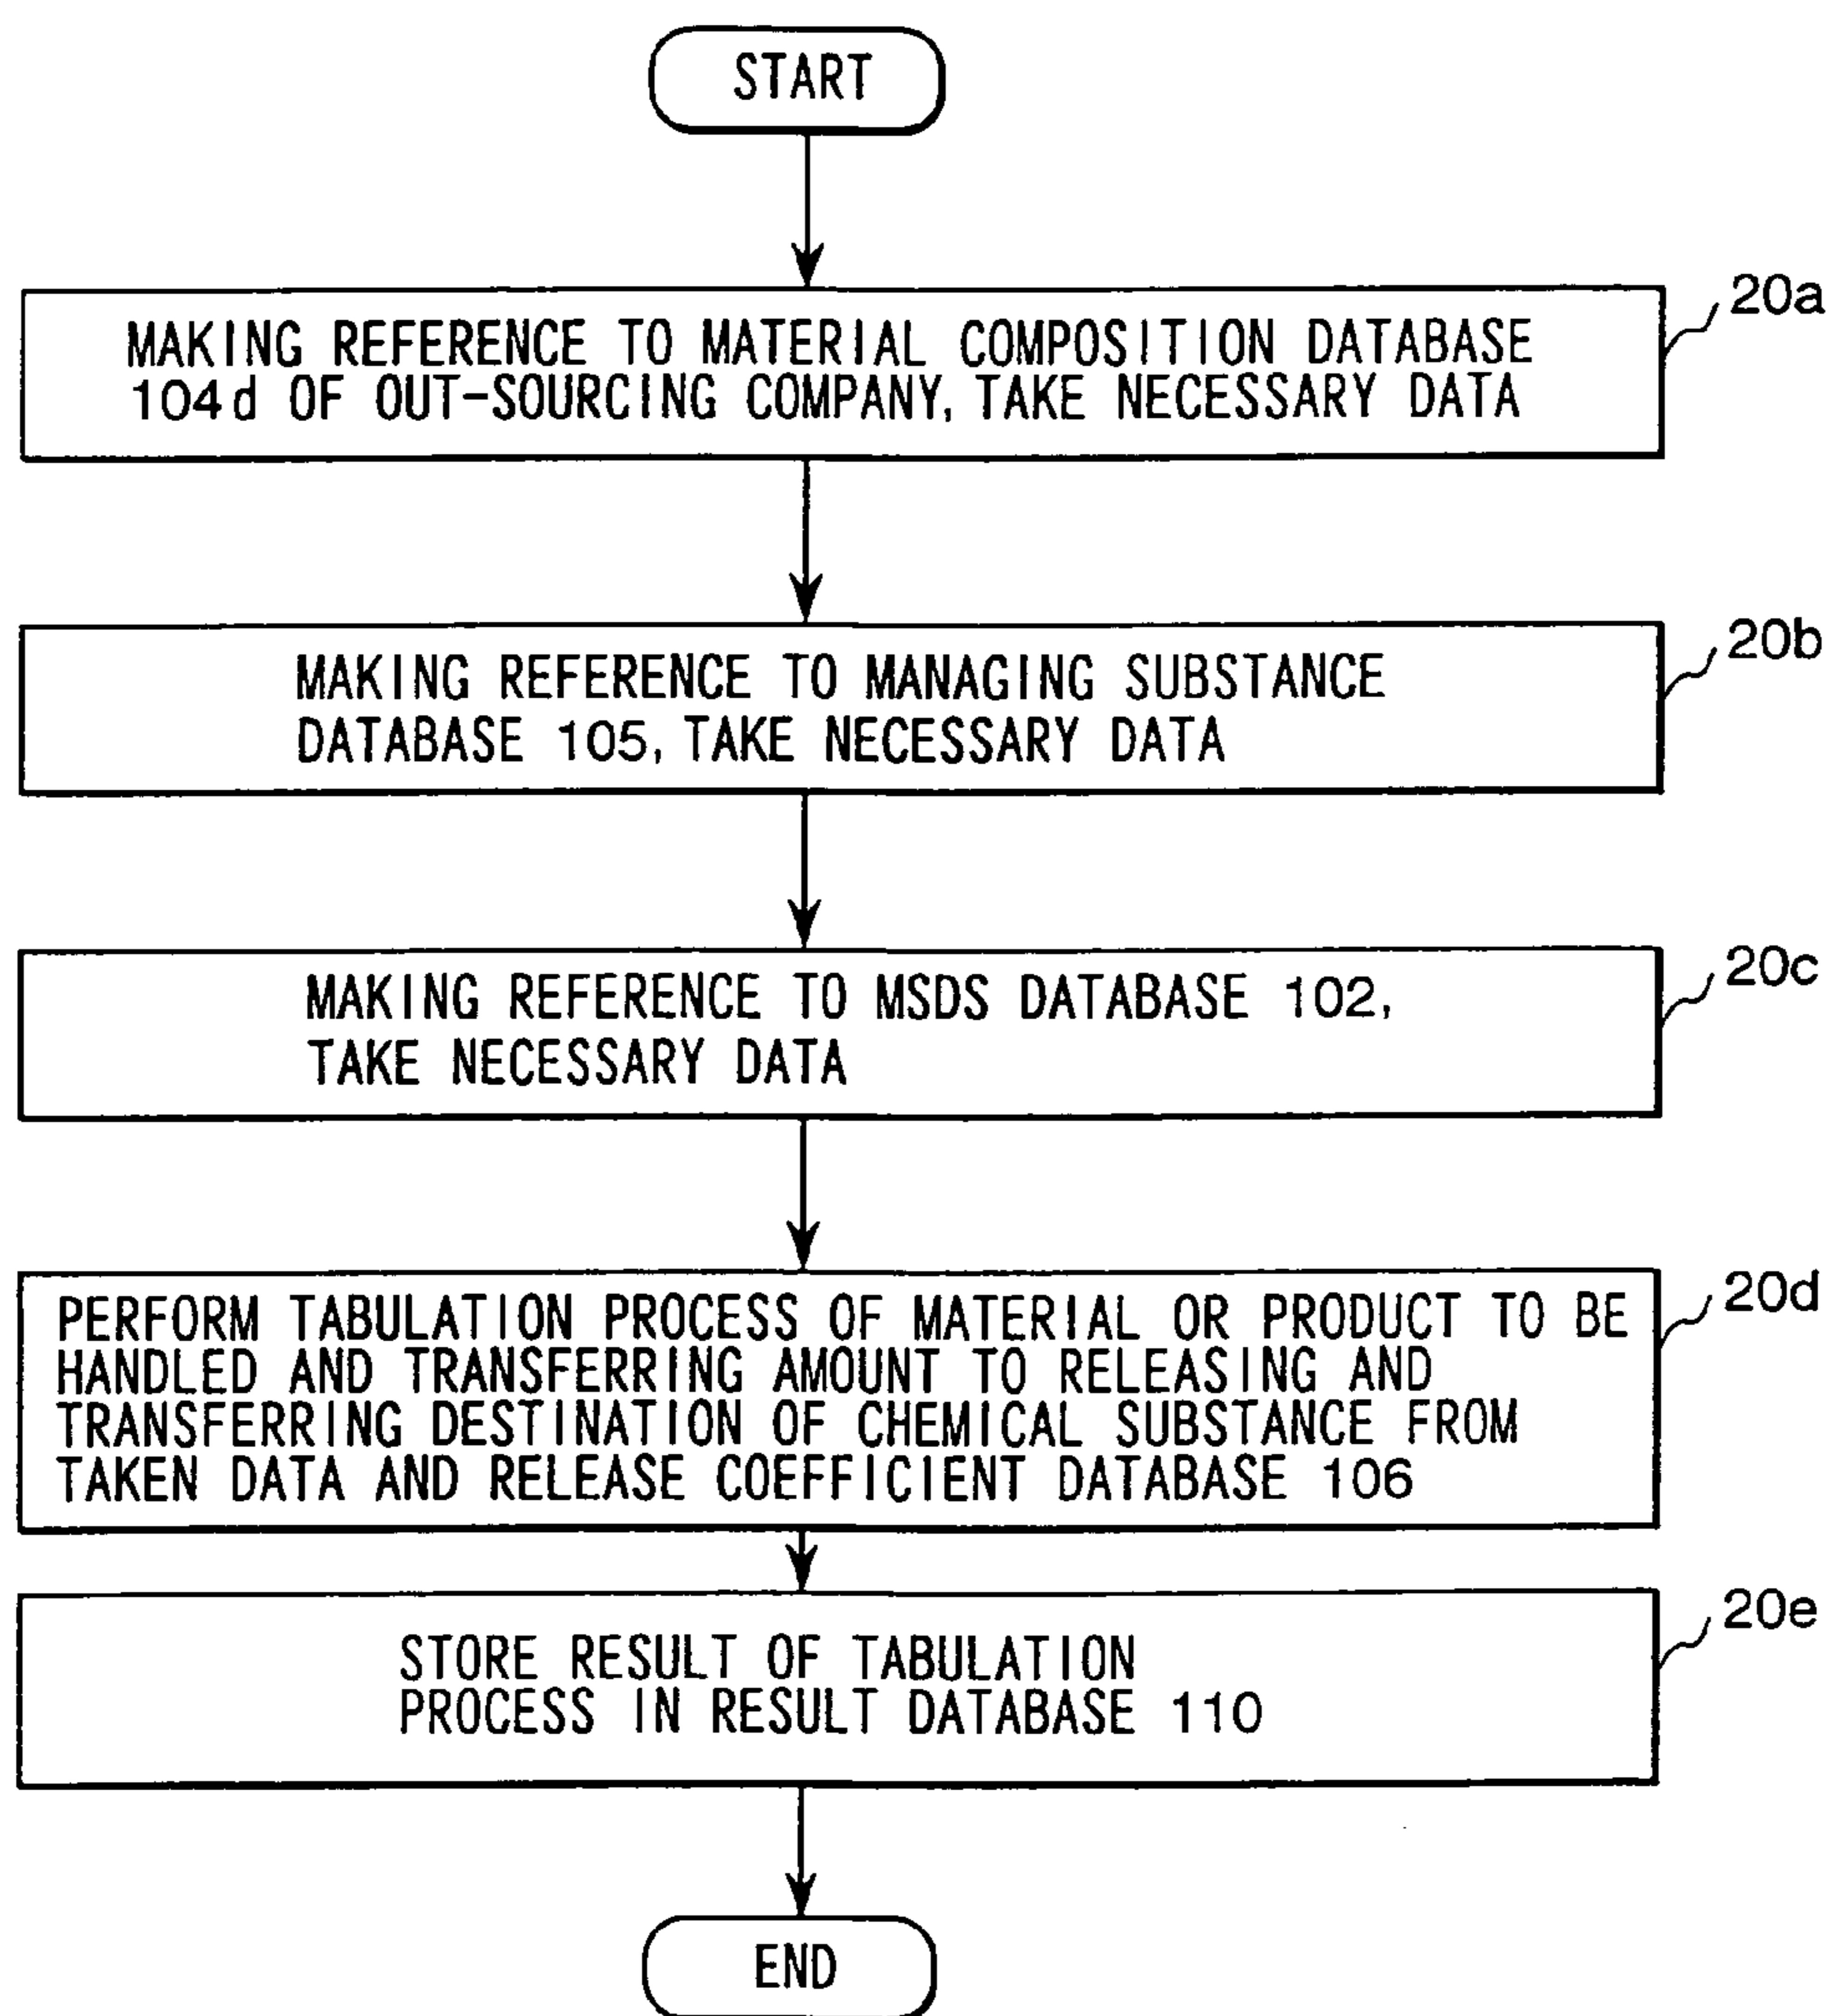 START
20a
MAKING REFERENCE TO MATERIAL COMPOSITION DATABASE
104d OF OUT-SOURCING COMPANY, TAKE NECESSARY DATA
20b
MAKING REFERENCE TO MANAGING SUBSTANCE
DATABASE 105, TAKE NECESSARY DATA
20c
MAKING REFERENCE TO MSDS DATABASE 102,
TAKE NECESSARY DATA
20d
PERFORM TABULATION PROCESS OF MATERIAL OR PRODUCT TO BE
HANDLED AND TRANSFERRING AMOUNT TO RELEASING AND
TRANSFERRING DESTINATION OF CHEMICAL SUBSTANCE FROM
TAKEN DATA AND RELEASE COEFFICIENT DATABASE 106
20e
STORE RESULT OF TABULATION
PROCESS IN RESULT DATABASE 110
END